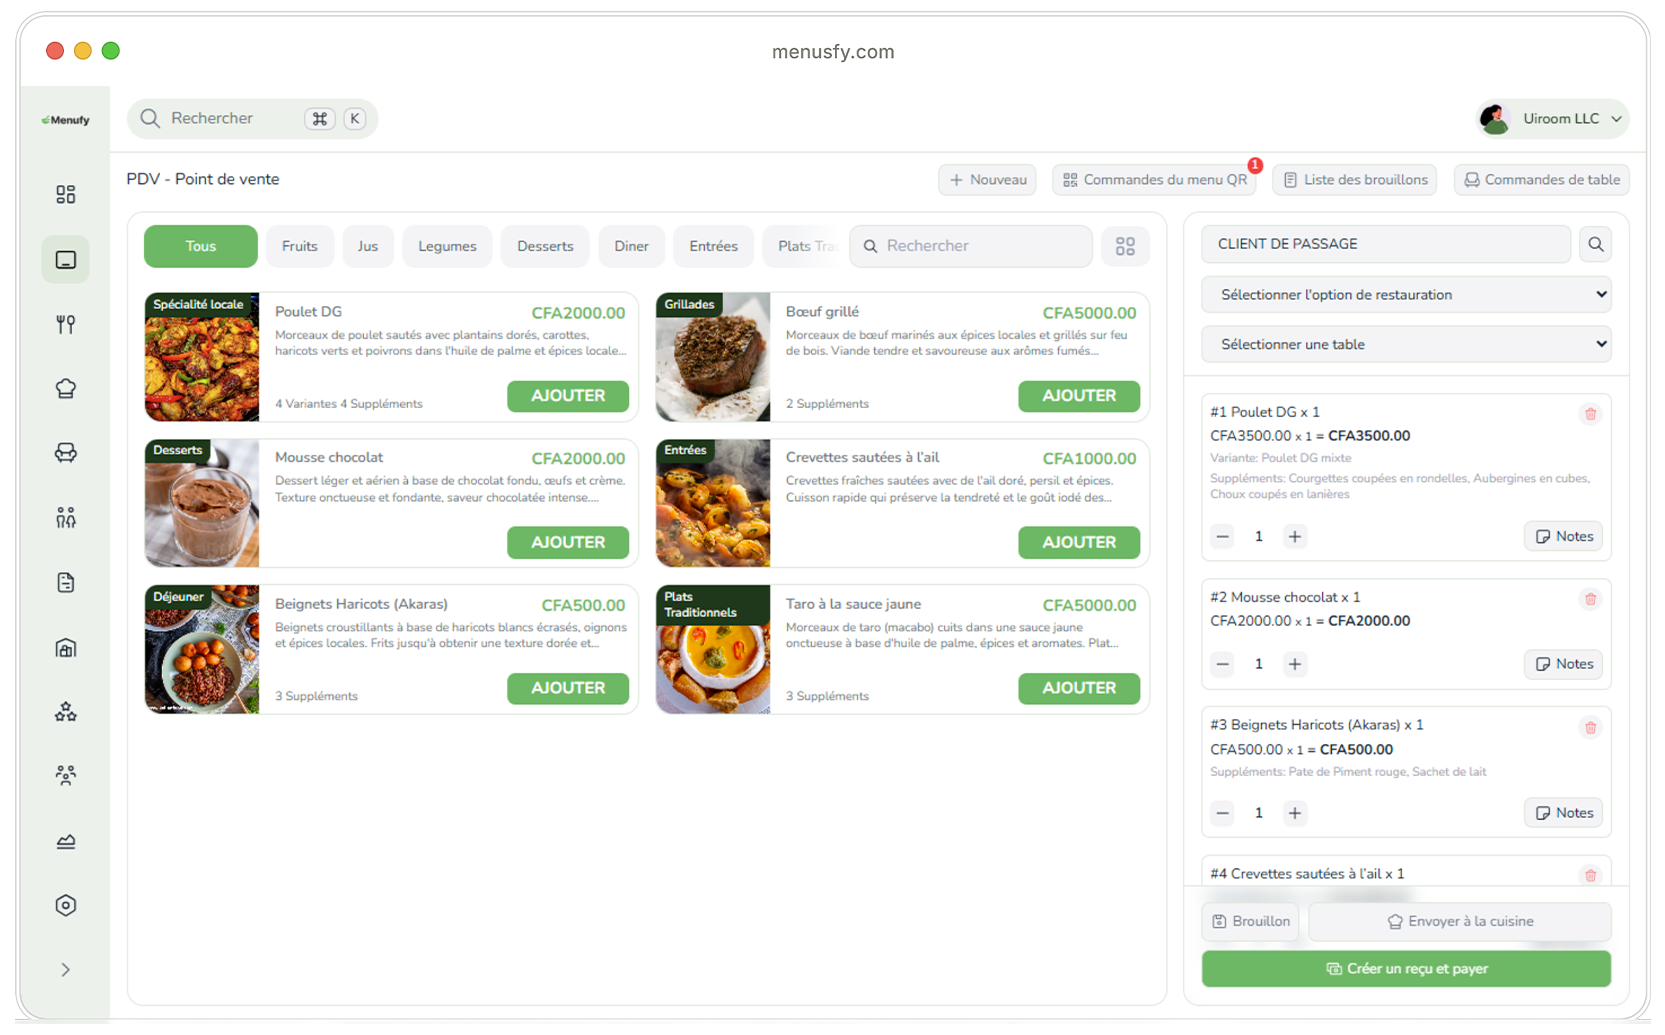 menusfy.com
Menufy
Rechercher
⌘ K
Uiroom LLC
PDV - Point de vente
+ Nouveau
Commandes du menu QR
1
Liste des brouillons
Commandes de table
Tous
Fruits
Jus
Legumes
Desserts
Diner
Entrées
Plats Tra
Rechercher
Spécialité locale
Poulet DG
CFA2000.00
Morceaux de poulet sautés avec plantains dorés, carottes,
haricots verts et poivrons dans l'huile de palme et épices locale...
4 Variantes 4 Suppléments
AJOUTER
Grillades
Bœuf grillé
CFA5000.00
Morceaux de bœuf marinés aux épices locales et grillés sur feu
de bois. Viande tendre et savoureuse aux arômes fumés...
2 Suppléments
AJOUTER
Desserts
Mousse chocolat
CFA2000.00
Dessert léger et aérien à base de chocolat fondu, œufs et crème.
Texture onctueuse et fondante, saveur chocolatée intense....
AJOUTER
Entrées
Crevettes sautées à l'ail
CFA1000.00
Crevettes fraîches sautées avec de l'ail doré, persil et épices.
Cuisson rapide qui préserve la tendreté et le goût iodé des...
AJOUTER
Déjeuner
Beignets Haricots (Akaras)
CFA500.00
Beignets croustillants à base de haricots blancs écrasés, oignons
et épices locales. Frits jusqu'à obtenir une texture dorée et...
3 Suppléments
AJOUTER
Plats
Traditionnels
Taro à la sauce jaune
CFA5000.00
Morceaux de taro (macabo) cuits dans une sauce jaune
onctueuse à base d'huile de palme, épices et aromates. Plat...
3 Suppléments
AJOUTER
CLIENT DE PASSAGE
Sélectionner l'option de restauration
Sélectionner une table
#1 Poulet DG x 1
CFA3500.00 x 1 = CFA3500.00
Variante: Poulet DG mixte
Suppléments: Courgettes coupées en rondelles, Aubergines en cubes,
Choux coupés en lanières
1
Notes
#2 Mousse chocolat x 1
CFA2000.00 x 1 = CFA2000.00
1
Notes
#3 Beignets Haricots (Akaras) x 1
CFA500.00 x 1 = CFA500.00
Suppléments: Pate de Piment rouge, Sachet de lait
1
Notes
#4 Crevettes sautées à l'ail x 1
Brouillon
Envoyer à la cuisine
Créer un reçu et payer